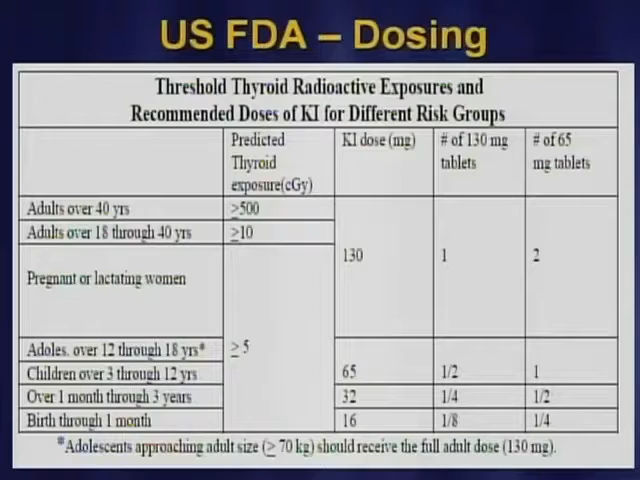 US FDA – Dosing
Threshold Thyroid Radioactive Exposures and
Recommended Doses of KI for Different Risk Groups
Predicted
Thyroid
exposure(cGy)
KI dose (mg)
# of 130 mg
tablets
# of 65
mg tablets
Adults over 40 yrs
≥500
Adults over 18 through 40 yrs
≥10
130
1
2
Pregnant or lactating women
≥ 5
Adoles. over 12 through 18 yrs*
Children over 3 through 12 yrs
65
1/2
1
Over 1 month through 3 years
32
1/4
1/2
Birth through 1 month
16
1/8
1/4
*Adolescents approaching adult size (≥ 70 kg) should receive the full adult dose (130 mg).